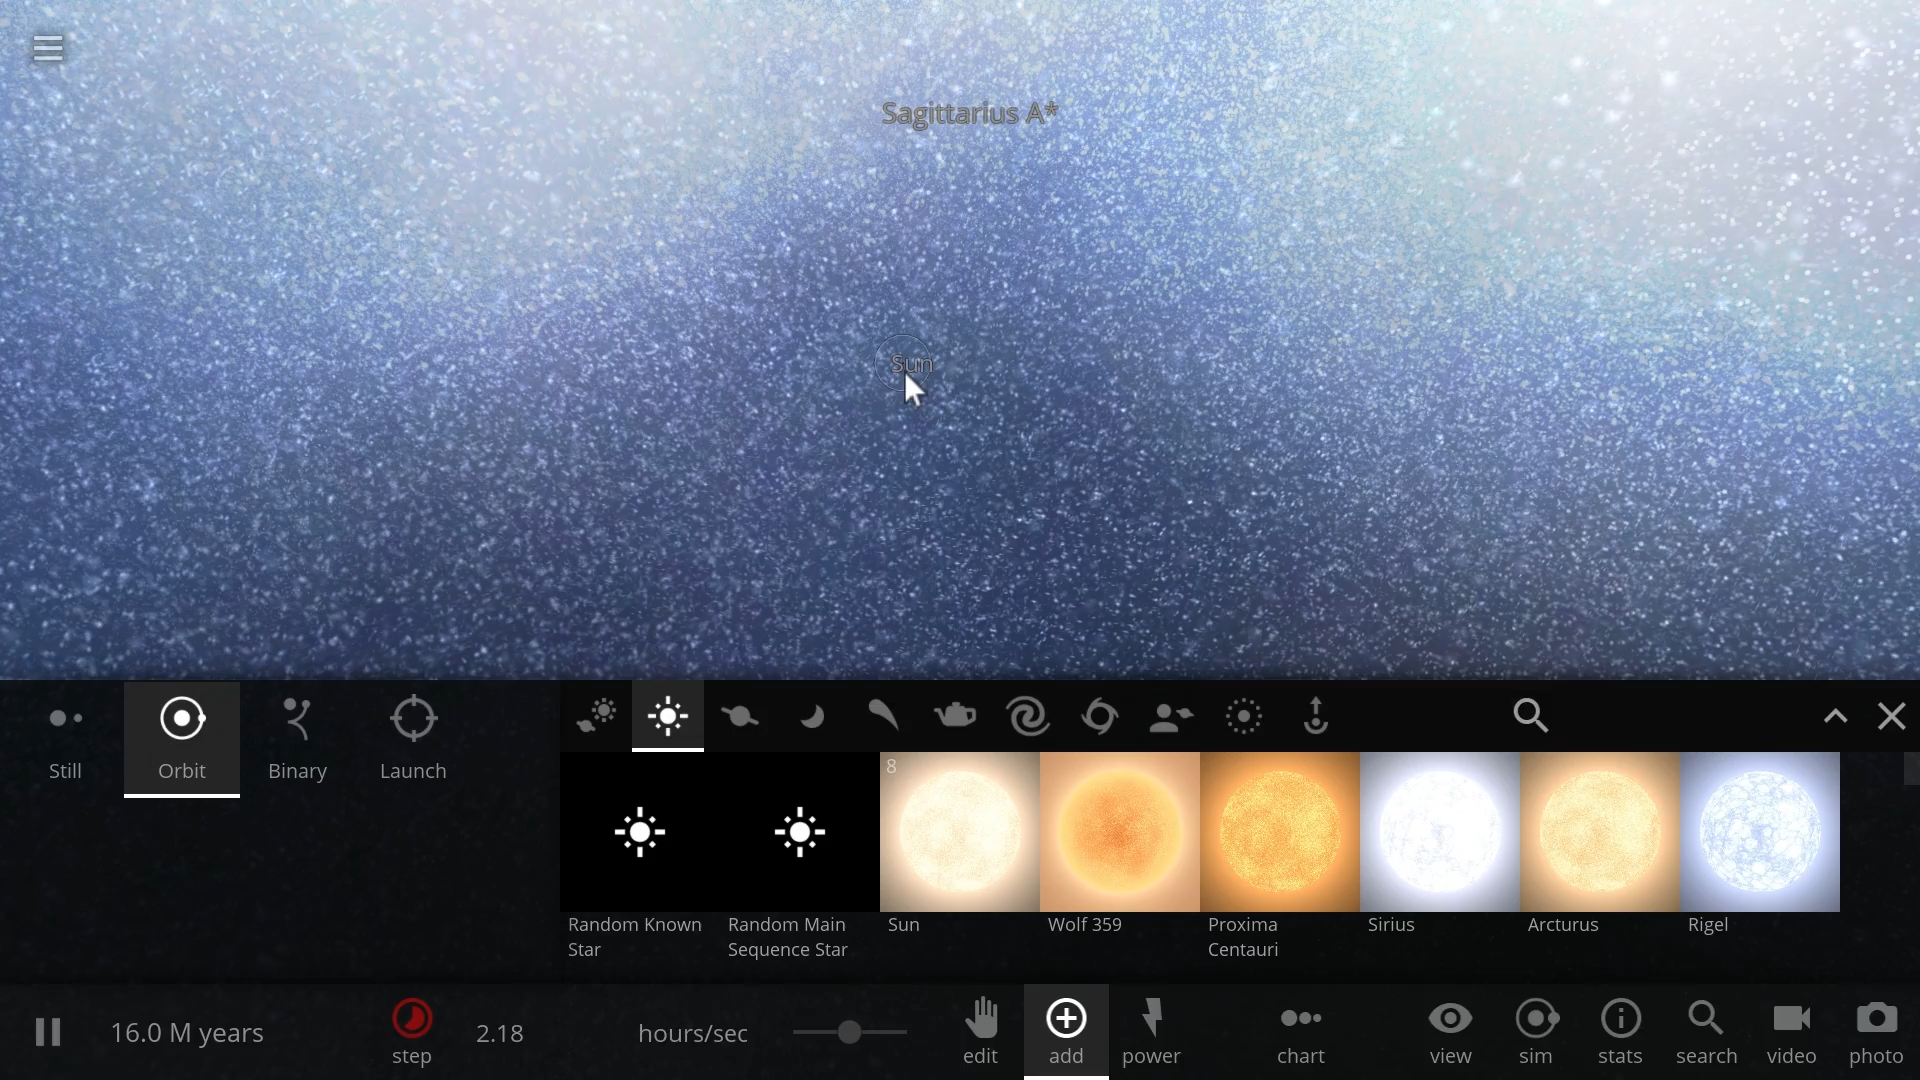 Sagittarius A*
Sun
Still
Orbit
Binary
Launch
8
Random Known
Star
Random Main
Sequence Star
Sun
Wolf 359
Proxima
Centauri
Sirius
Arcturus
Rigel
16.0 M years
step
2.18
hours/sec
edit
add
power
chart
view
sim
stats
search
video
photo